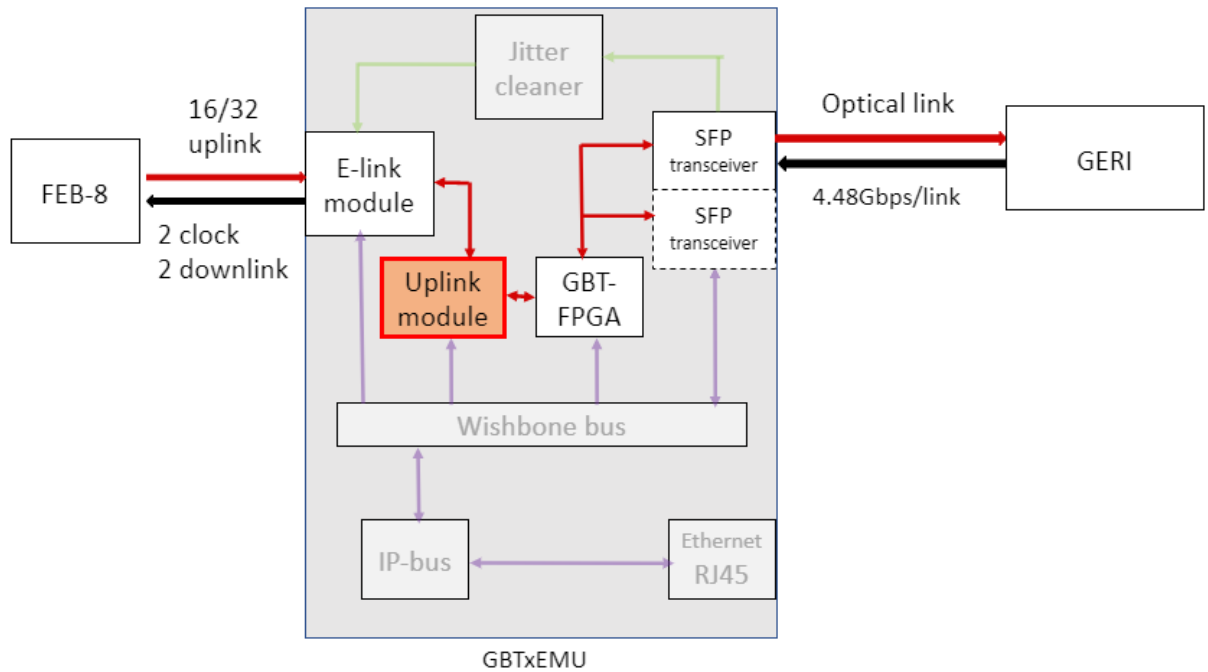 Jitter
cleaner
16/32
uplink
Optical link
SFP
transceiver
FEB-8
E-link
module
GERI
4.48Gbps/link
SFP
transceiver
2 clock
2 downlink
Uplink
module
GBT-
FPGA
Wishbone bus
IP-bus
Ethernet
RJ45
GBTxEMU